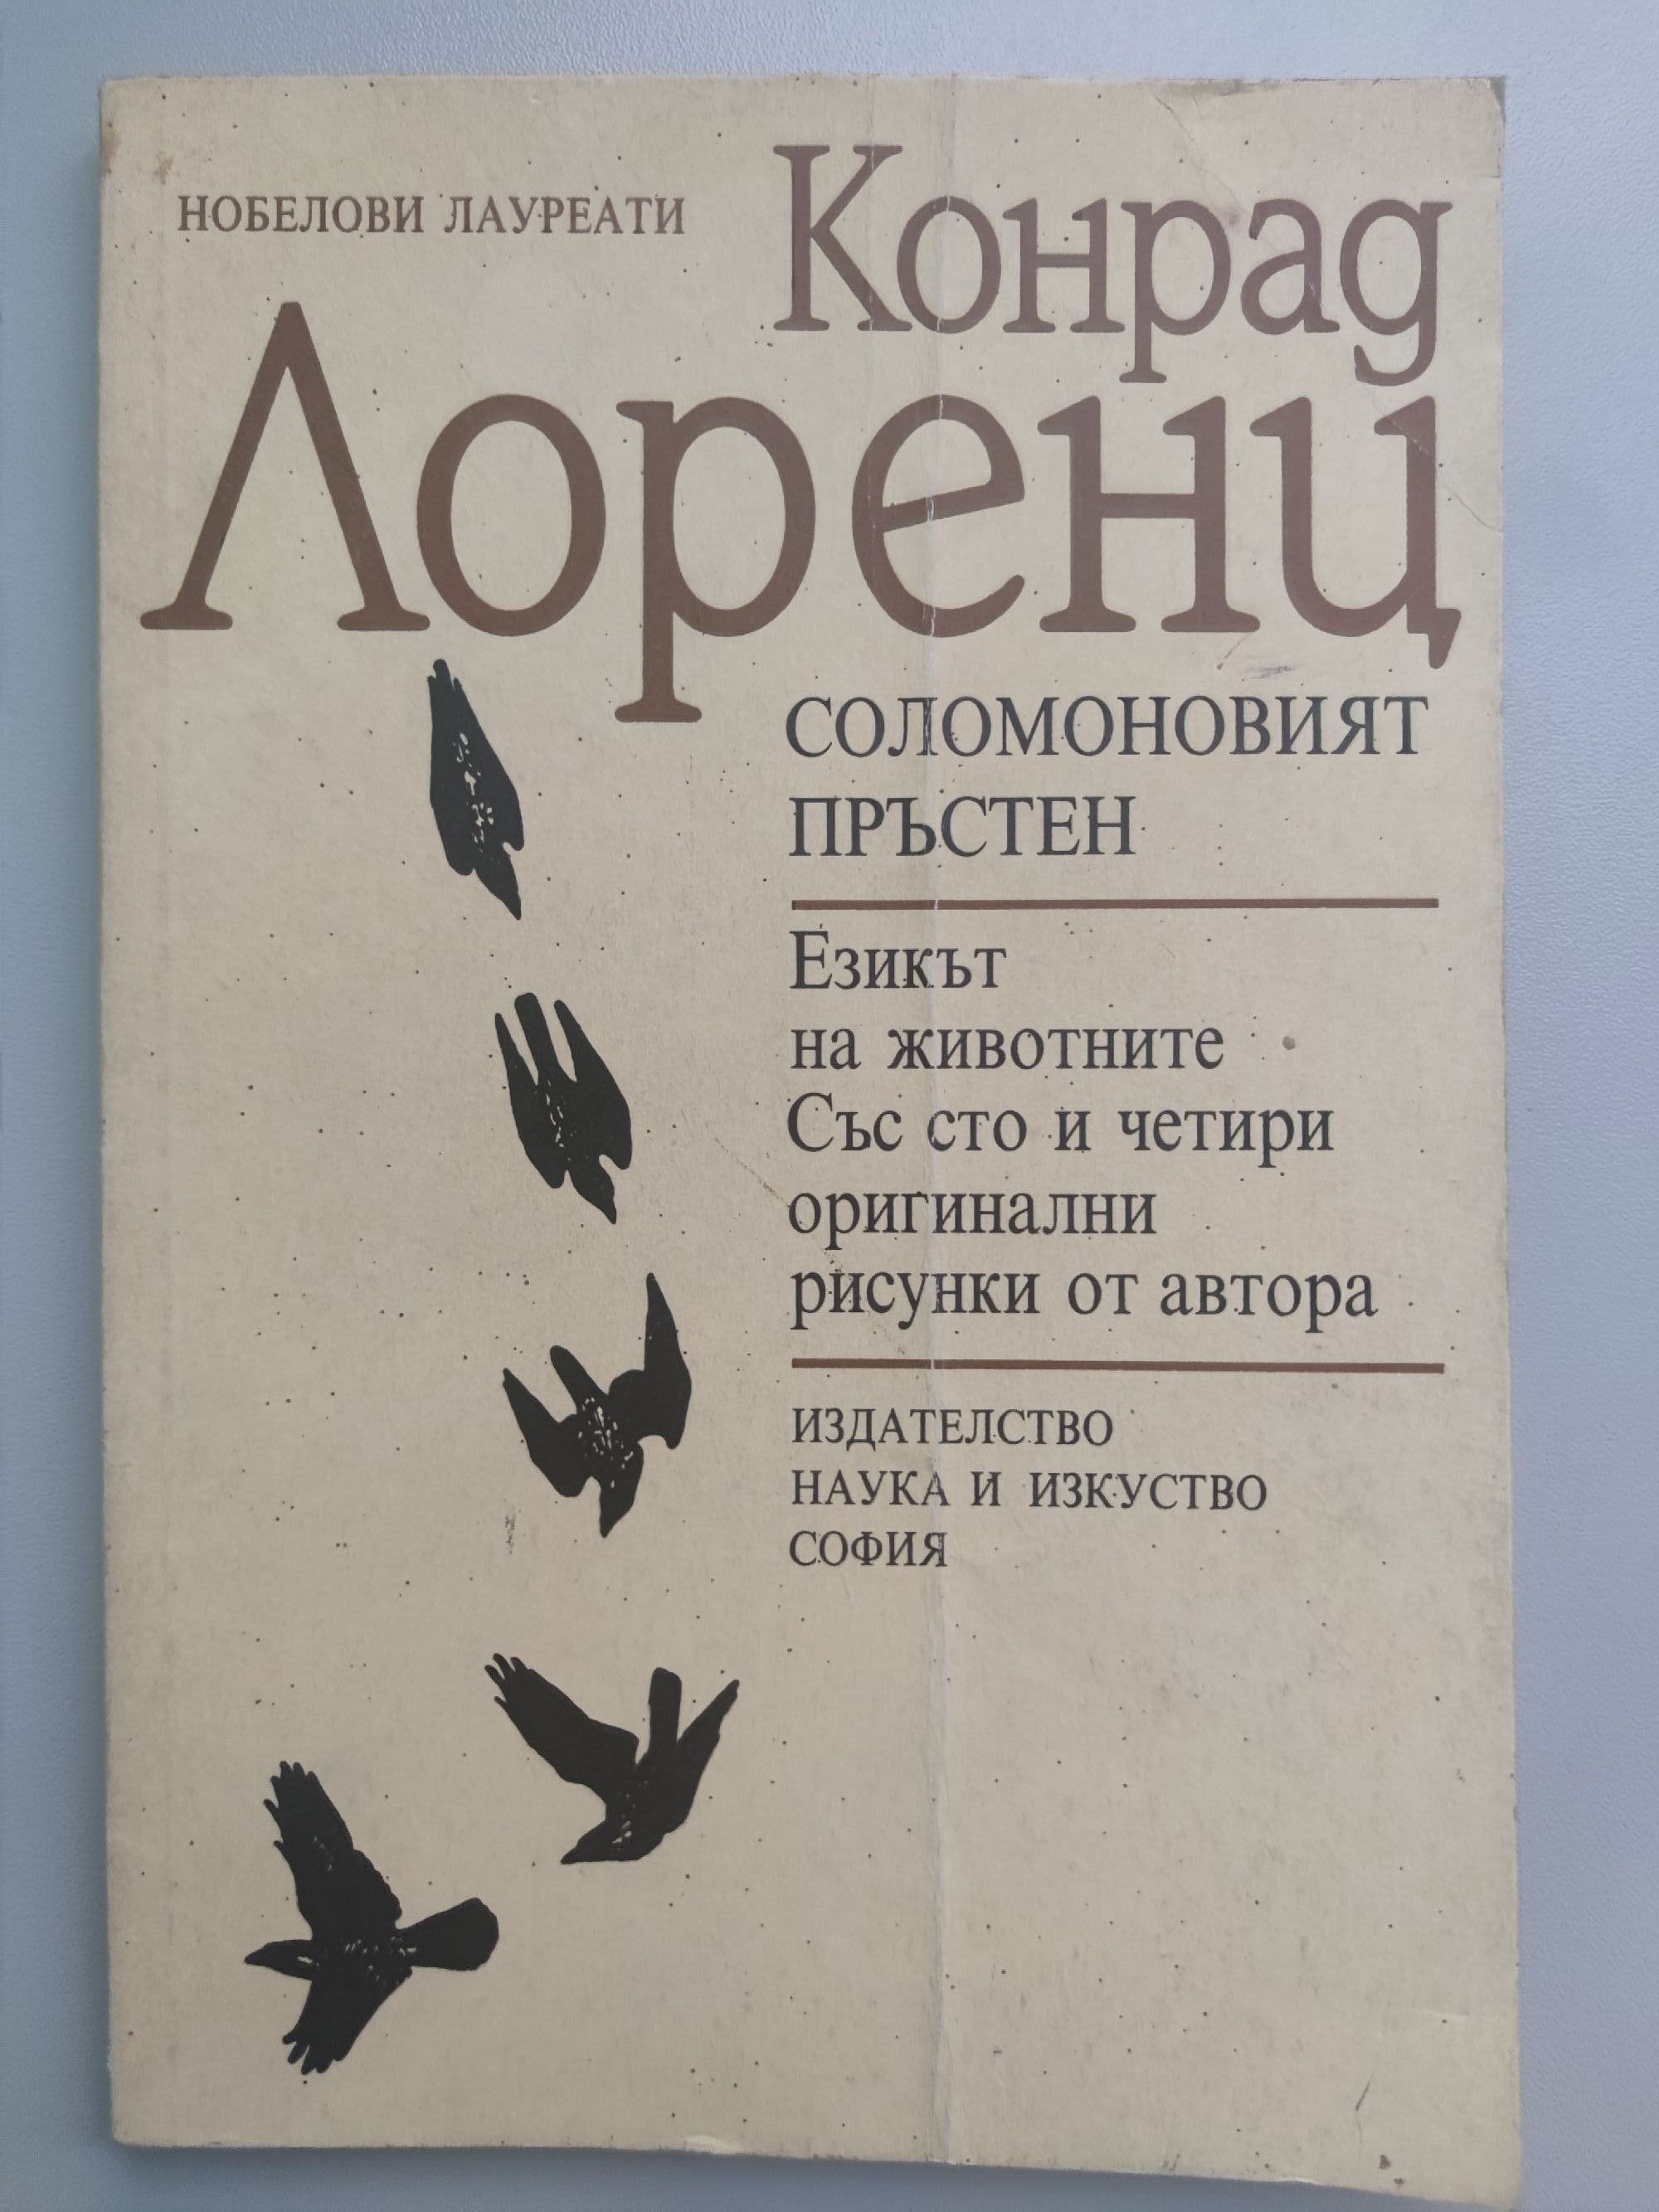 НОБЕЛОВИ ЛАУРЕАТИ
Конрад
Лоренц
СОЛОМОНОВИЯТ
ПРЪСТЕН
Езикът
на животните
Със сто и четири
оригинални
рисунки от автора
ИЗДАТЕЛСТВО
НАУКА И ИЗКУСТВО
СОФИЯ